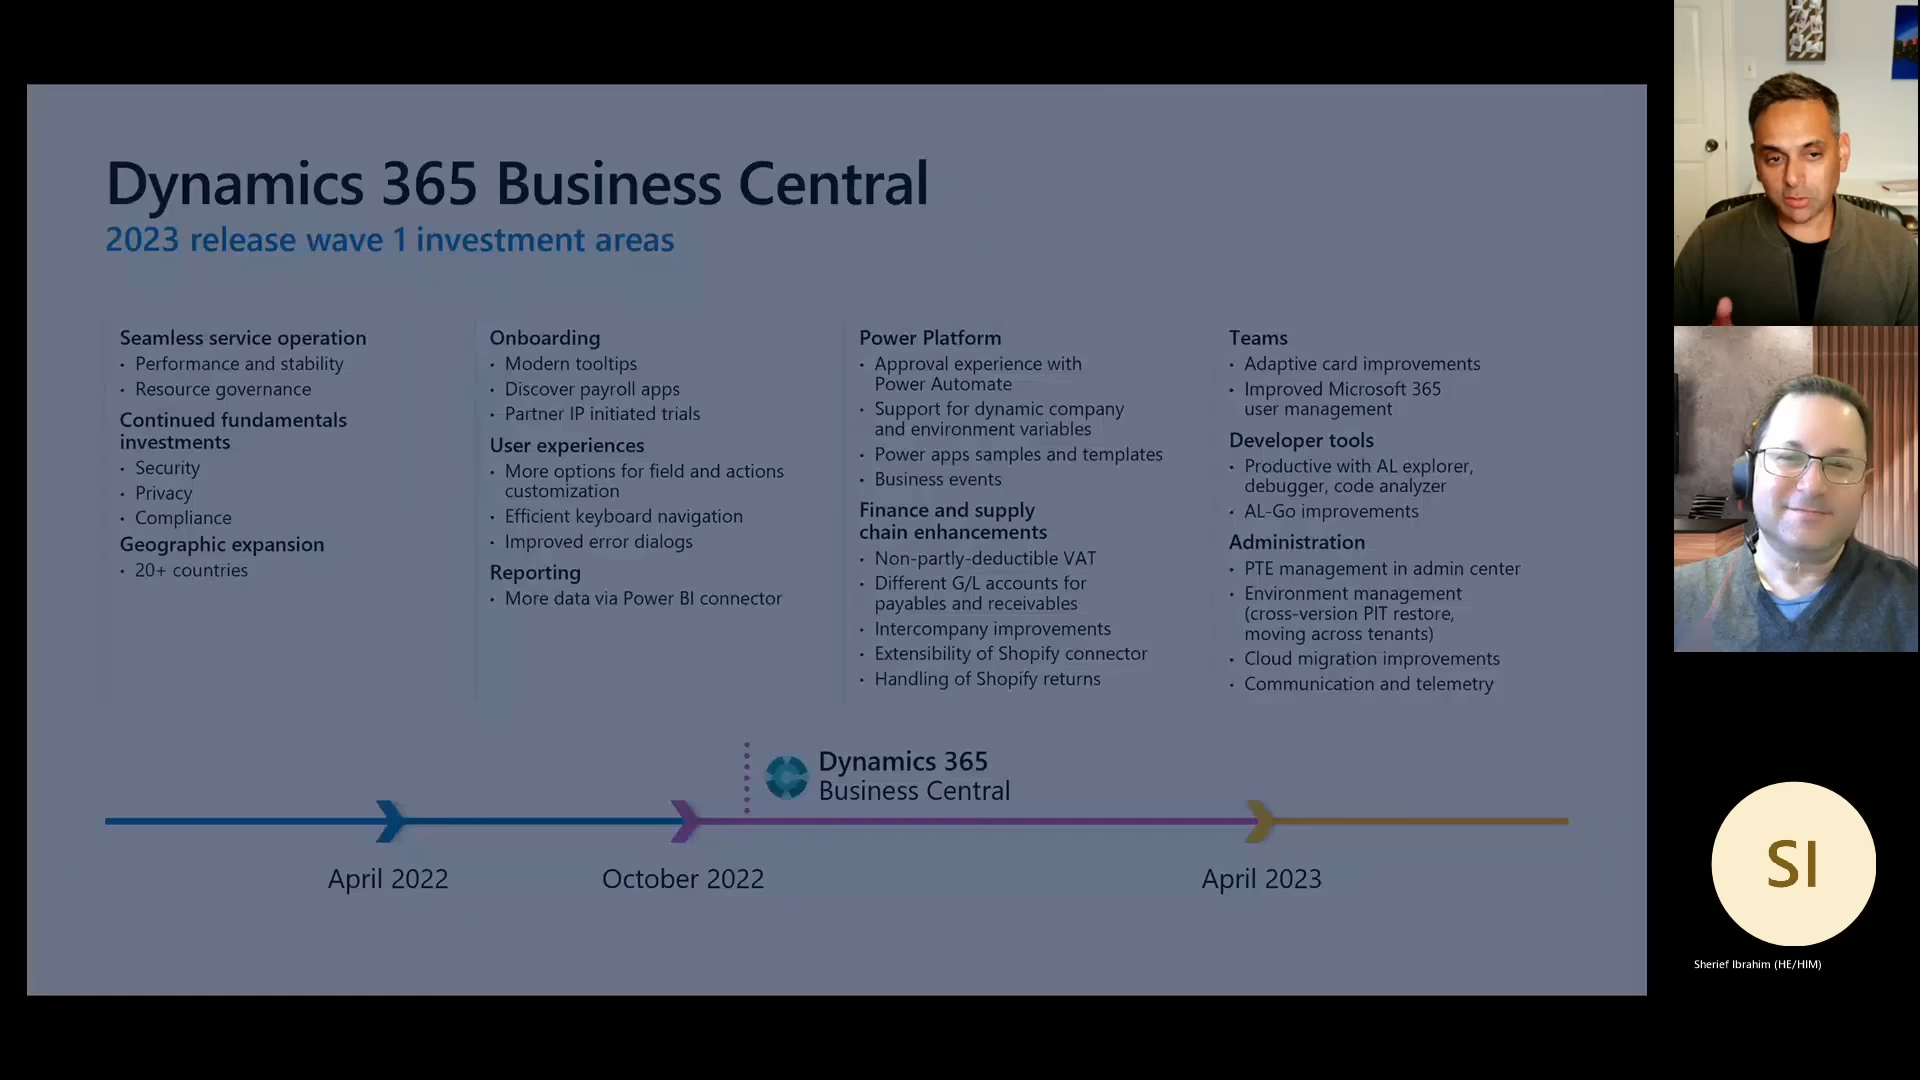 Dynamics 365 Business Central
2023 release wave 1 investment areas
Seamless service operation
• Performance and stability
• Resource governance
Continued fundamentals
investments
• Security
• Privacy
• Compliance
Geographic expansion
• 20+ countries
Onboarding
• Modern tooltips
• Discover payroll apps
• Partner IP initiated trials
User experiences
• More options for field and actions
customization
• Efficient keyboard navigation
• Improved error dialogs
Reporting
• More data via Power BI connector
Power Platform
• Approval experience with
Power Automate
• Support for dynamic company
and environment variables
• Power apps samples and templates
• Business events
Finance and supply
chain enhancements
• Non-partly-deductible VAT
• Different G/L accounts for
payables and receivables
• Intercompany improvements
• Extensibility of Shopify connector
• Handling of Shopify returns
Teams
• Adaptive card improvements
• Improved Microsoft 365
user management
Developer tools
• Productive with AL explorer,
debugger, code analyzer
• AL-Go improvements
Administration
• PTE management in admin center
• Environment management
(cross-version PIT restore,
moving across tenants)
• Cloud migration improvements
• Communication and telemetry
Dynamics 365
Business Central
April 2022
October 2022
April 2023
SI
Sherief Ibrahim (HE/HIM)